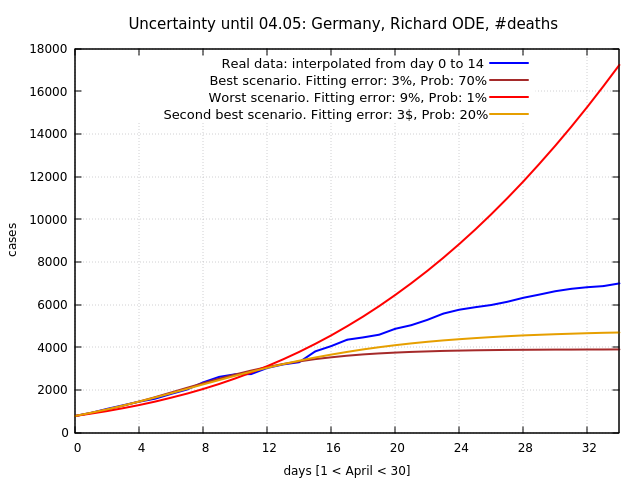 Uncertainty until 04.05: Germany, Richard ODE, #deaths
18000
16000
14000
12000
10000
8000
6000
4000
2000
0
cases
Real data: interpolated from day 0 to 14
Best scenario. Fitting error: 3%, Prob: 70%
Worst scenario. Fitting error: 9%, Prob: 1%
Second best scenario. Fitting error: 3$, Prob: 20%
0 4 8 12 16 20 24 28 32
days [1 < April < 30]